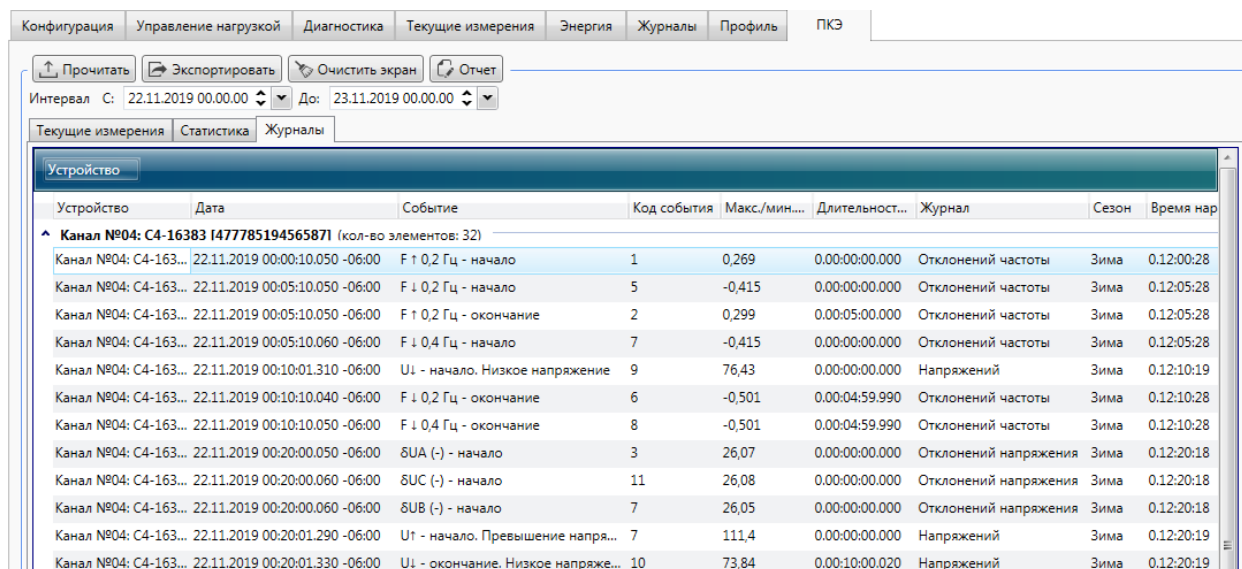 Конфигурация Управление нагрузкой Диагностика Текущие измерения Энергия Журналы Профиль ПКЭ
Прочитать Экспортировать Очистить экран Отчет
Интервал С: 22.11.2019 00.00.00 До: 23.11.2019 00.00.00
Текущие измерения Статистика Журналы
Устройство
Устройство Дата Событие Код события Макс./мин.... Длительност... Журнал Сезон Время нар
Канал №04: C4-16383 [477785194565587] (кол-во элементов: 32)
Канал №04: C4-163... 22.11.2019 00:00:10.050 -06:00 F ↑ 0,2 Гц - начало 1 0,269 0.00:00:00.000 Отклонений частоты Зима 0.12:00:28
Канал №04: C4-163... 22.11.2019 00:05:10.050 -06:00 F ↓ 0,2 Гц - начало 5 -0,415 0.00:00:00.000 Отклонений частоты Зима 0.12:05:28
Канал №04: C4-163... 22.11.2019 00:05:10.050 -06:00 F ↑ 0,2 Гц - окончание 2 0,299 0.00:05:00.000 Отклонений частоты Зима 0.12:05:28
Канал №04: C4-163... 22.11.2019 00:05:10.060 -06:00 F ↓ 0,4 Гц - начало 7 -0,415 0.00:00:00.000 Отклонений частоты Зима 0.12:05:28
Канал №04: C4-163... 22.11.2019 00:10:01.310 -06:00 U↓ - начало. Низкое напряжение 9 76,43 0.00:00:00.000 Напряжений Зима 0.12:10:19
Канал №04: C4-163... 22.11.2019 00:10:10.040 -06:00 F ↓ 0,2 Гц - окончание 6 -0,501 0.00:04:59.990 Отклонений частоты Зима 0.12:10:28
Канал №04: C4-163... 22.11.2019 00:10:10.050 -06:00 F ↓ 0,4 Гц - окончание 8 -0,501 0.00:04:59.990 Отклонений частоты Зима 0.12:10:28
Канал №04: C4-163... 22.11.2019 00:20:00.050 -06:00 δUA (-) - начало 3 26,07 0.00:00:00.000 Отклонений напряжения Зима 0.12:20:18
Канал №04: C4-163... 22.11.2019 00:20:00.060 -06:00 δUC (-) - начало 11 26,08 0.00:00:00.000 Отклонений напряжения Зима 0.12:20:18
Канал №04: C4-163... 22.11.2019 00:20:00.060 -06:00 δUB (-) - начало 7 26,05 0.00:00:00.000 Отклонений напряжения Зима 0.12:20:18
Канал №04: C4-163... 22.11.2019 00:20:01.290 -06:00 U↑ - начало. Превышение напря... 7 111,4 0.00:00:00.000 Напряжений Зима 0.12:20:19
Канал №04: C4-163... 22.11.2019 00:20:01.330 -06:00 U↓ - окончание. Низкое напряже... 10 73,84 0.00:10:00.020 Напряжений Зима 0.12:20:19